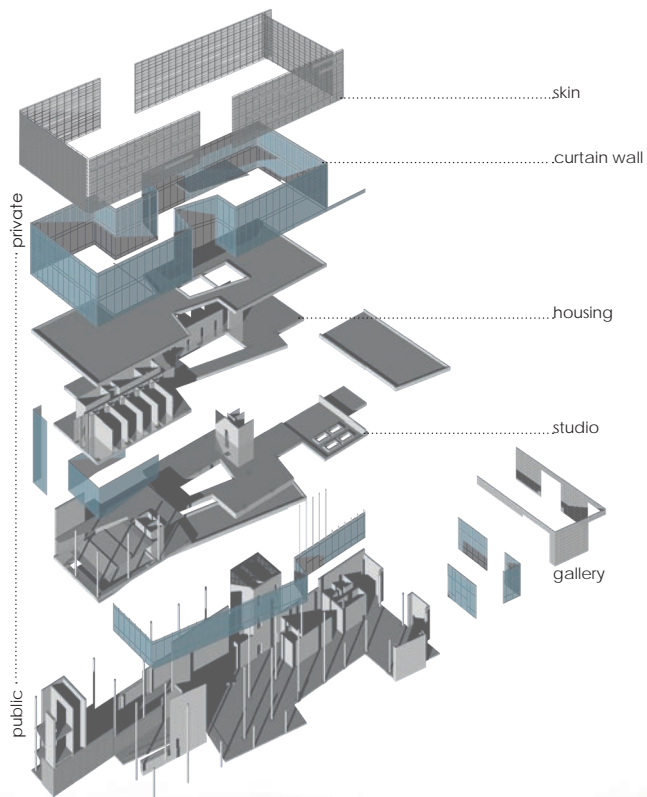 skin
curtain wall
private
housing
studio
gallery
public